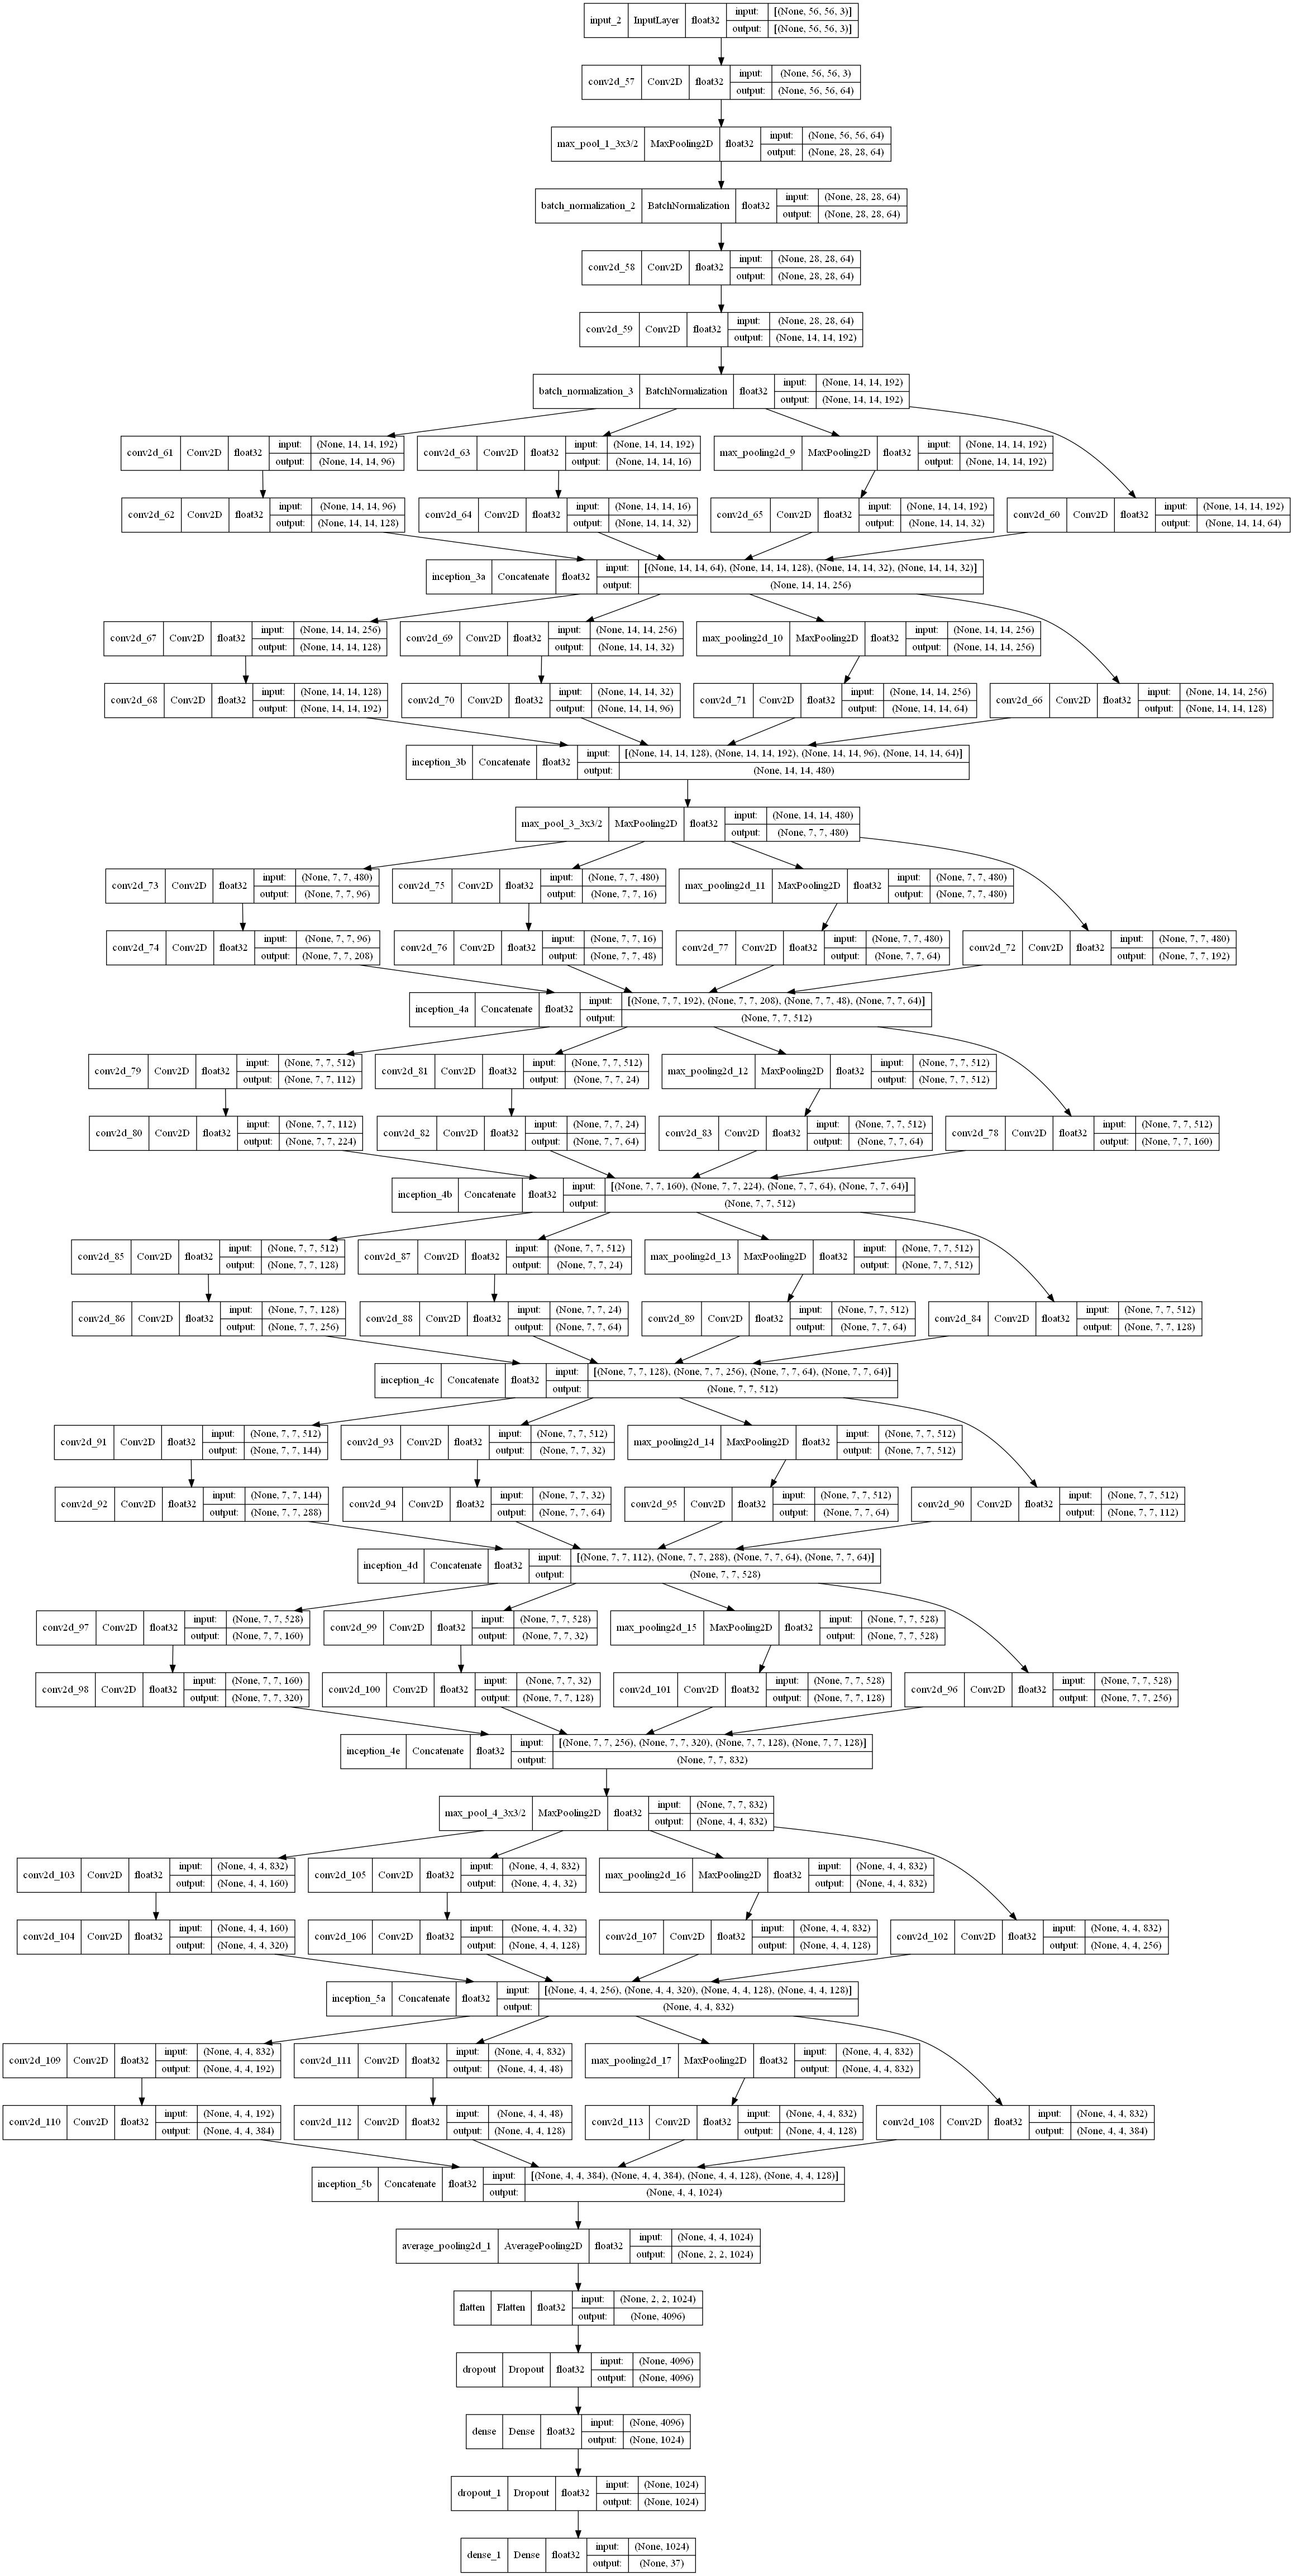 input_2 InputLayer float32 input: [(None, 56, 56, 3)]
output: [(None, 56, 56, 3)]
conv2d_57 Conv2D float32 input: (None, 56, 56, 3)
output: (None, 56, 56, 64)
max_pool_1_3x3/2 MaxPooling2D float32 input: (None, 56, 56, 64)
output: (None, 28, 28, 64)
batch_normalization_2 BatchNormalization float32 input: (None, 28, 28, 64)
output: (None, 28, 28, 64)
conv2d_58 Conv2D float32 input: (None, 28, 28, 64)
output: (None, 28, 28, 64)
conv2d_59 Conv2D float32 input: (None, 28, 28, 64)
output: (None, 14, 14, 192)
batch_normalization_3 BatchNormalization float32 input: (None, 14, 14, 192)
output: (None, 14, 14, 192)
conv2d_61 Conv2D float32 input: (None, 14, 14, 192)
output: (None, 14, 14, 96)
conv2d_63 Conv2D float32 input: (None, 14, 14, 192)
output: (None, 14, 14, 16)
max_pooling2d_9 MaxPooling2D float32 input: (None, 14, 14, 192)
output: (None, 14, 14, 192)
conv2d_62 Conv2D float32 input: (None, 14, 14, 96)
output: (None, 14, 14, 128)
conv2d_64 Conv2D float32 input: (None, 14, 14, 16)
output: (None, 14, 14, 32)
conv2d_65 Conv2D float32 input: (None, 14, 14, 192)
output: (None, 14, 14, 32)
conv2d_60 Conv2D float32 input: (None, 14, 14, 192)
output: (None, 14, 14, 64)
inception_3a Concatenate float32 input: [(None, 14, 14, 64), (None, 14, 14, 128), (None, 14, 14, 32), (None, 14, 14, 32)]
output: (None, 14, 14, 256)
conv2d_67 Conv2D float32 input: (None, 14, 14, 256)
output: (None, 14, 14, 128)
conv2d_69 Conv2D float32 input: (None, 14, 14, 256)
output: (None, 14, 14, 32)
max_pooling2d_10 MaxPooling2D float32 input: (None, 14, 14, 256)
output: (None, 14, 14, 256)
conv2d_68 Conv2D float32 input: (None, 14, 14, 128)
output: (None, 14, 14, 192)
conv2d_70 Conv2D float32 input: (None, 14, 14, 32)
output: (None, 14, 14, 96)
conv2d_71 Conv2D float32 input: (None, 14, 14, 256)
output: (None, 14, 14, 64)
conv2d_66 Conv2D float32 input: (None, 14, 14, 256)
output: (None, 14, 14, 128)
inception_3b Concatenate float32 input: [(None, 14, 14, 128), (None, 14, 14, 192), (None, 14, 14, 96), (None, 14, 14, 64)]
output: (None, 14, 14, 480)
max_pool_3_3x3/2 MaxPooling2D float32 input: (None, 14, 14, 480)
output: (None, 7, 7, 480)
conv2d_73 Conv2D float32 input: (None, 7, 7, 480)
output: (None, 7, 7, 96)
conv2d_75 Conv2D float32 input: (None, 7, 7, 480)
output: (None, 7, 7, 16)
max_pooling2d_11 MaxPooling2D float32 input: (None, 7, 7, 480)
output: (None, 7, 7, 480)
conv2d_74 Conv2D float32 input: (None, 7, 7, 96)
output: (None, 7, 7, 208)
conv2d_76 Conv2D float32 input: (None, 7, 7, 16)
output: (None, 7, 7, 48)
conv2d_77 Conv2D float32 input: (None, 7, 7, 480)
output: (None, 7, 7, 64)
conv2d_72 Conv2D float32 input: (None, 7, 7, 480)
output: (None, 7, 7, 192)
inception_4a Concatenate float32 input: [(None, 7, 7, 192), (None, 7, 7, 208), (None, 7, 7, 48), (None, 7, 7, 64)]
output: (None, 7, 7, 512)
conv2d_79 Conv2D float32 input: (None, 7, 7, 512)
output: (None, 7, 7, 112)
conv2d_81 Conv2D float32 input: (None, 7, 7, 512)
output: (None, 7, 7, 24)
max_pooling2d_12 MaxPooling2D float32 input: (None, 7, 7, 512)
output: (None, 7, 7, 512)
conv2d_80 Conv2D float32 input: (None, 7, 7, 112)
output: (None, 7, 7, 224)
conv2d_82 Conv2D float32 input: (None, 7, 7, 24)
output: (None, 7, 7, 64)
conv2d_83 Conv2D float32 input: (None, 7, 7, 512)
output: (None, 7, 7, 64)
conv2d_78 Conv2D float32 input: (None, 7, 7, 512)
output: (None, 7, 7, 160)
inception_4b Concatenate float32 input: [(None, 7, 7, 160), (None, 7, 7, 224), (None, 7, 7, 64), (None, 7, 7, 64)]
output: (None, 7, 7, 512)
conv2d_85 Conv2D float32 input: (None, 7, 7, 512)
output: (None, 7, 7, 128)
conv2d_87 Conv2D float32 input: (None, 7, 7, 512)
output: (None, 7, 7, 24)
max_pooling2d_13 MaxPooling2D float32 input: (None, 7, 7, 512)
output: (None, 7, 7, 512)
conv2d_86 Conv2D float32 input: (None, 7, 7, 128)
output: (None, 7, 7, 256)
conv2d_88 Conv2D float32 input: (None, 7, 7, 24)
output: (None, 7, 7, 64)
conv2d_89 Conv2D float32 input: (None, 7, 7, 512)
output: (None, 7, 7, 64)
conv2d_84 Conv2D float32 input: (None, 7, 7, 512)
output: (None, 7, 7, 128)
inception_4c Concatenate float32 input: [(None, 7, 7, 128), (None, 7, 7, 256), (None, 7, 7, 64), (None, 7, 7, 64)]
output: (None, 7, 7, 512)
conv2d_91 Conv2D float32 input: (None, 7, 7, 512)
output: (None, 7, 7, 144)
conv2d_93 Conv2D float32 input: (None, 7, 7, 512)
output: (None, 7, 7, 32)
max_pooling2d_14 MaxPooling2D float32 input: (None, 7, 7, 512)
output: (None, 7, 7, 512)
conv2d_92 Conv2D float32 input: (None, 7, 7, 144)
output: (None, 7, 7, 288)
conv2d_94 Conv2D float32 input: (None, 7, 7, 32)
output: (None, 7, 7, 64)
conv2d_95 Conv2D float32 input: (None, 7, 7, 512)
output: (None, 7, 7, 64)
conv2d_90 Conv2D float32 input: (None, 7, 7, 512)
output: (None, 7, 7, 112)
inception_4d Concatenate float32 input: [(None, 7, 7, 112), (None, 7, 7, 288), (None, 7, 7, 64), (None, 7, 7, 64)]
output: (None, 7, 7, 528)
conv2d_97 Conv2D float32 input: (None, 7, 7, 528)
output: (None, 7, 7, 160)
conv2d_99 Conv2D float32 input: (None, 7, 7, 528)
output: (None, 7, 7, 32)
max_pooling2d_15 MaxPooling2D float32 input: (None, 7, 7, 528)
output: (None, 7, 7, 528)
conv2d_98 Conv2D float32 input: (None, 7, 7, 160)
output: (None, 7, 7, 320)
conv2d_100 Conv2D float32 input: (None, 7, 7, 32)
output: (None, 7, 7, 128)
conv2d_101 Conv2D float32 input: (None, 7, 7, 528)
output: (None, 7, 7, 128)
conv2d_96 Conv2D float32 input: (None, 7, 7, 528)
output: (None, 7, 7, 256)
inception_4e Concatenate float32 input: [(None, 7, 7, 256), (None, 7, 7, 320), (None, 7, 7, 128), (None, 7, 7, 128)]
output: (None, 7, 7, 832)
max_pool_4_3x3/2 MaxPooling2D float32 input: (None, 7, 7, 832)
output: (None, 4, 4, 832)
conv2d_103 Conv2D float32 input: (None, 4, 4, 832)
output: (None, 4, 4, 160)
conv2d_105 Conv2D float32 input: (None, 4, 4, 832)
output: (None, 4, 4, 32)
max_pooling2d_16 MaxPooling2D float32 input: (None, 4, 4, 832)
output: (None, 4, 4, 832)
conv2d_104 Conv2D float32 input: (None, 4, 4, 160)
output: (None, 4, 4, 320)
conv2d_106 Conv2D float32 input: (None, 4, 4, 32)
output: (None, 4, 4, 128)
conv2d_107 Conv2D float32 input: (None, 4, 4, 832)
output: (None, 4, 4, 128)
conv2d_102 Conv2D float32 input: (None, 4, 4, 832)
output: (None, 4, 4, 256)
inception_5a Concatenate float32 input: [(None, 4, 4, 256), (None, 4, 4, 320), (None, 4, 4, 128), (None, 4, 4, 128)]
output: (None, 4, 4, 832)
conv2d_109 Conv2D float32 input: (None, 4, 4, 832)
output: (None, 4, 4, 192)
conv2d_111 Conv2D float32 input: (None, 4, 4, 832)
output: (None, 4, 4, 48)
max_pooling2d_17 MaxPooling2D float32 input: (None, 4, 4, 832)
output: (None, 4, 4, 832)
conv2d_110 Conv2D float32 input: (None, 4, 4, 192)
output: (None, 4, 4, 384)
conv2d_112 Conv2D float32 input: (None, 4, 4, 48)
output: (None, 4, 4, 128)
conv2d_113 Conv2D float32 input: (None, 4, 4, 832)
output: (None, 4, 4, 128)
conv2d_108 Conv2D float32 input: (None, 4, 4, 832)
output: (None, 4, 4, 384)
inception_5b Concatenate float32 input: [(None, 4, 4, 384), (None, 4, 4, 384), (None, 4, 4, 128), (None, 4, 4, 128)]
output: (None, 4, 4, 1024)
average_pooling2d_1 AveragePooling2D float32 input: (None, 4, 4, 1024)
output: (None, 2, 2, 1024)
flatten Flatten float32 input: (None, 2, 2, 1024)
output: (None, 4096)
dropout Dropout float32 input: (None, 4096)
output: (None, 4096)
dense Dense float32 input: (None, 4096)
output: (None, 1024)
dropout_1 Dropout float32 input: (None, 1024)
output: (None, 1024)
dense_1 Dense float32 input: (None, 1024)
output: (None, 37)